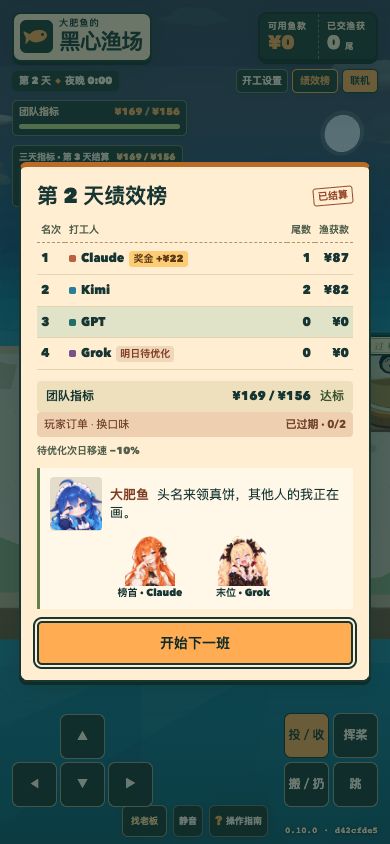 大肥鱼的
黑心渔场
可用鱼款
¥0
已交渔获
0 尾
第 2 天 ◆ 夜晚 0:00
开工设置
绩效榜
联机
团队指标 ¥169 / ¥156
三天指标 • 第 3 天结算 ¥169 / ¥156
第 2 天绩效榜
已结算
名次 打工人 尾数 渔获款
1 Claude 奖金 +¥22 1 ¥87
2 Kimi 2 ¥82
3 GPT 0 ¥0
4 Grok 明日待优化 0 ¥0
团队指标 ¥169 / ¥156 达标
玩家订单 · 换口味 已过期 · 0/2
待优化次日移速 −10%
大肥鱼 头名来领真饼，其他人的我正在
画。
榜首 • Claude
末位 • Grok
开始下一班
投 / 收
挥桨
搬 / 扔
跳
找老板
静音
? 操作指南
0.10.0 · d42cfde5